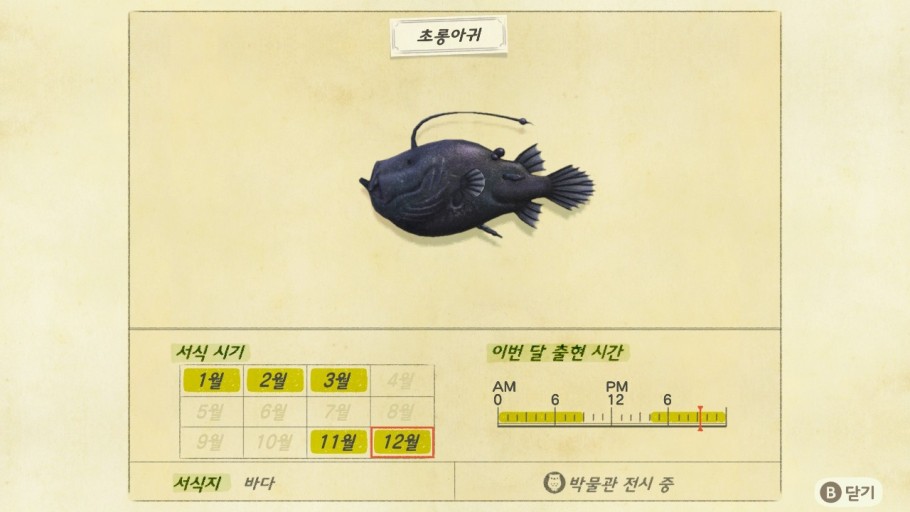 초롱아귀
서식 시기
1월 2월 3월 4월
5월 6월 7월 8월
9월 10월 11월 12월
이번 달 출현 시간
AM PM
0 6 12 6
서식지 바다
박물관 전시 중
B 닫기